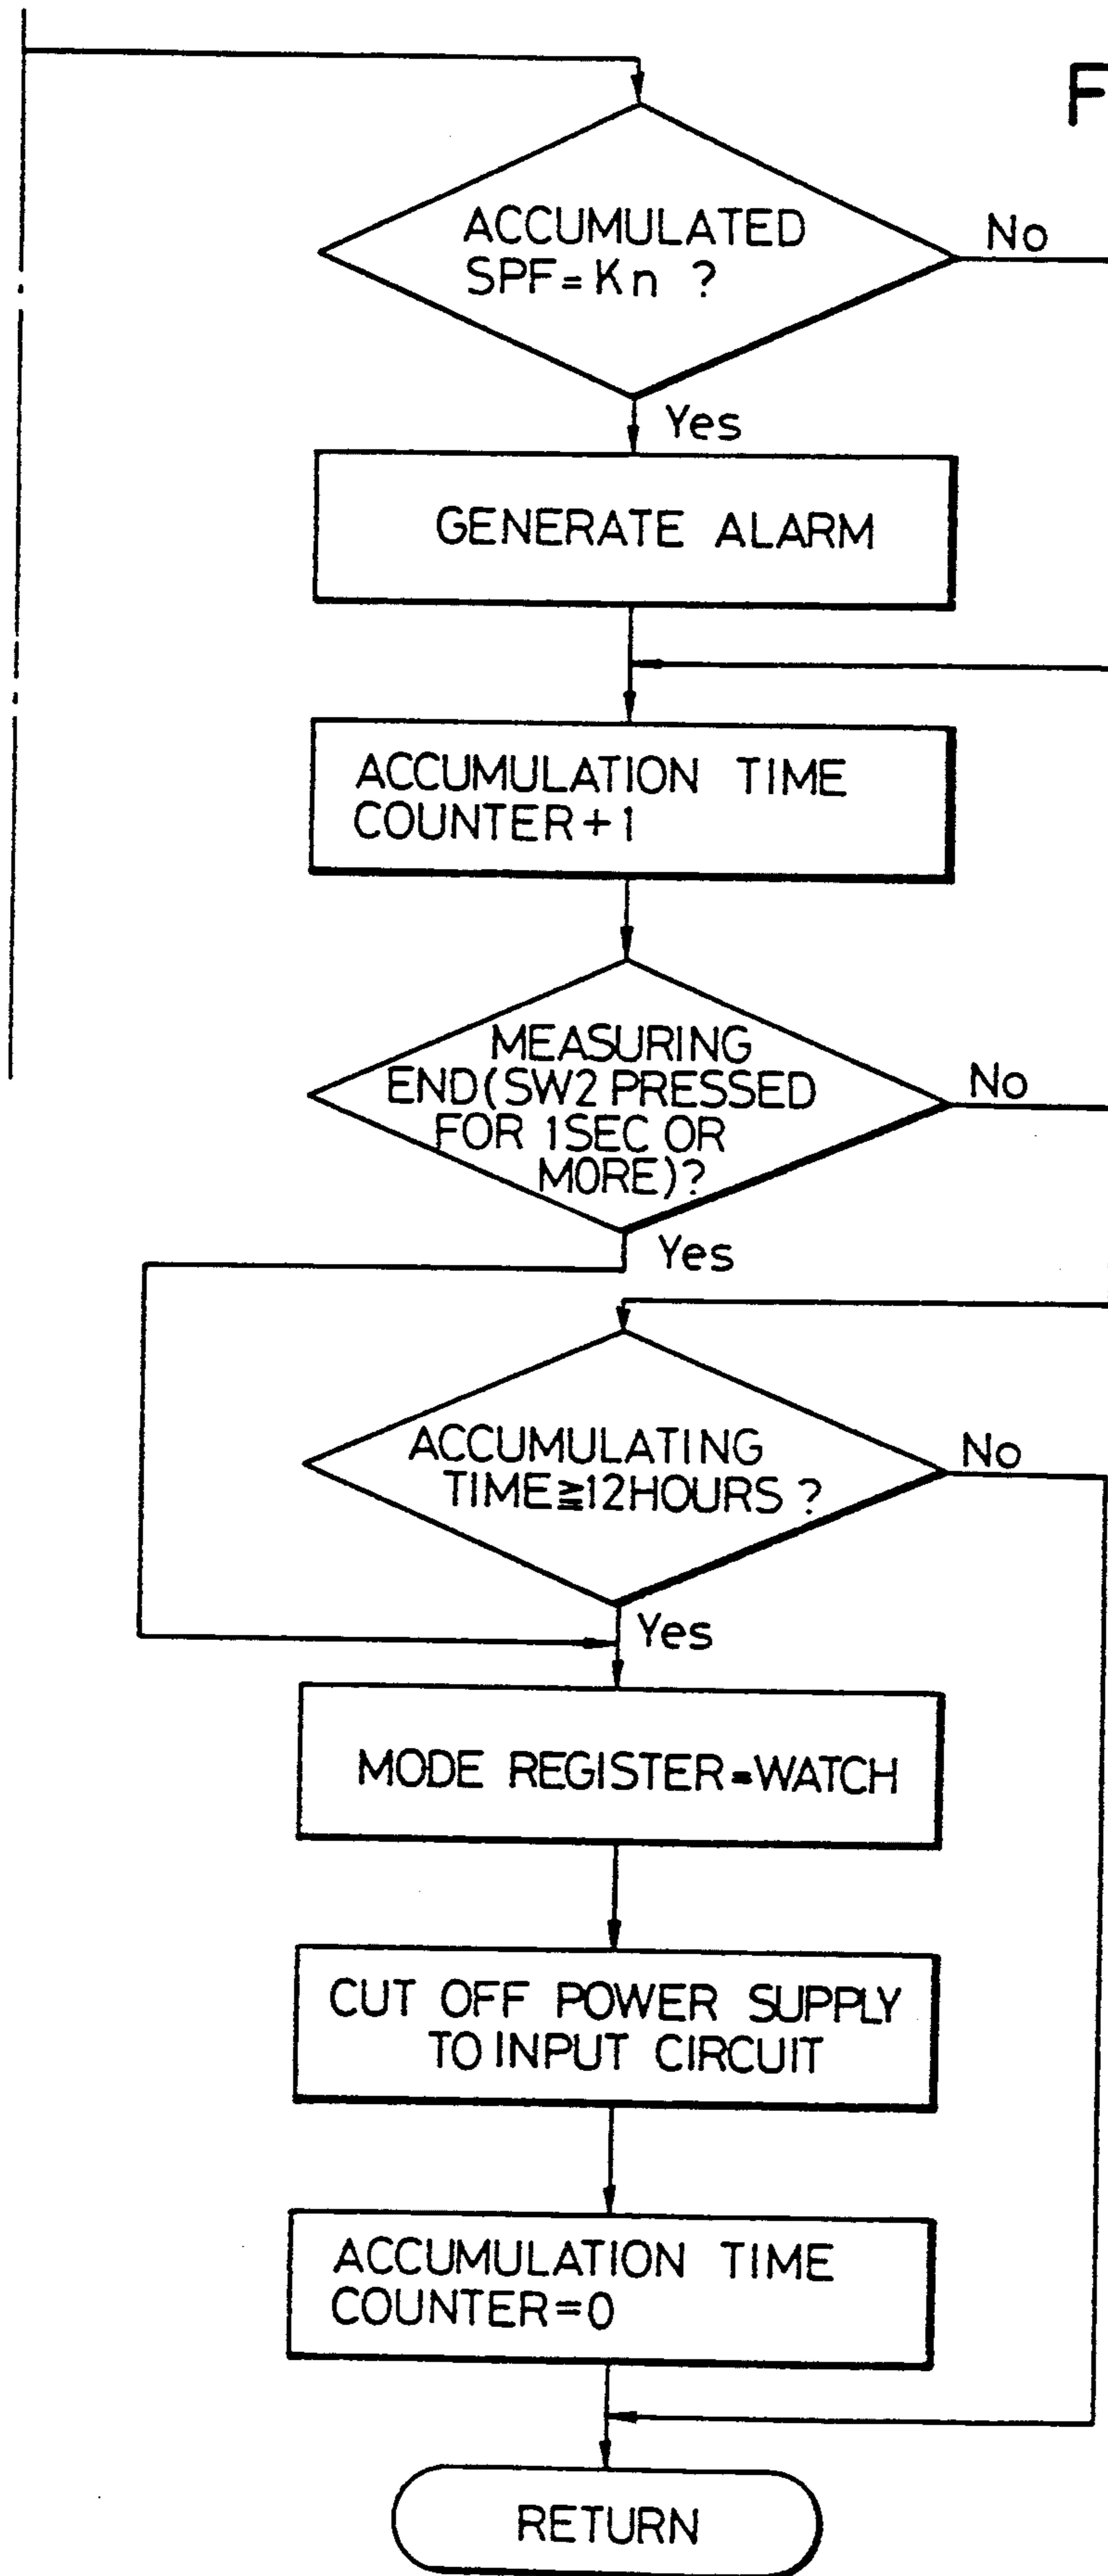 F
ACCUMULATED
SPF=Kn ?
No
Yes
GENERATE ALARM
ACCUMULATION TIME
COUNTER+1
MEASURING
END(SW2 PRESSED
FOR 1SEC OR
MORE)?
No
Yes
ACCUMULATING
TIME≧12HOURS ?
No
Yes
MODE REGISTER=WATCH
CUT OFF POWER SUPPLY
TO INPUT CIRCUIT
ACCUMULATION TIME
COUNTER=0
RETURN